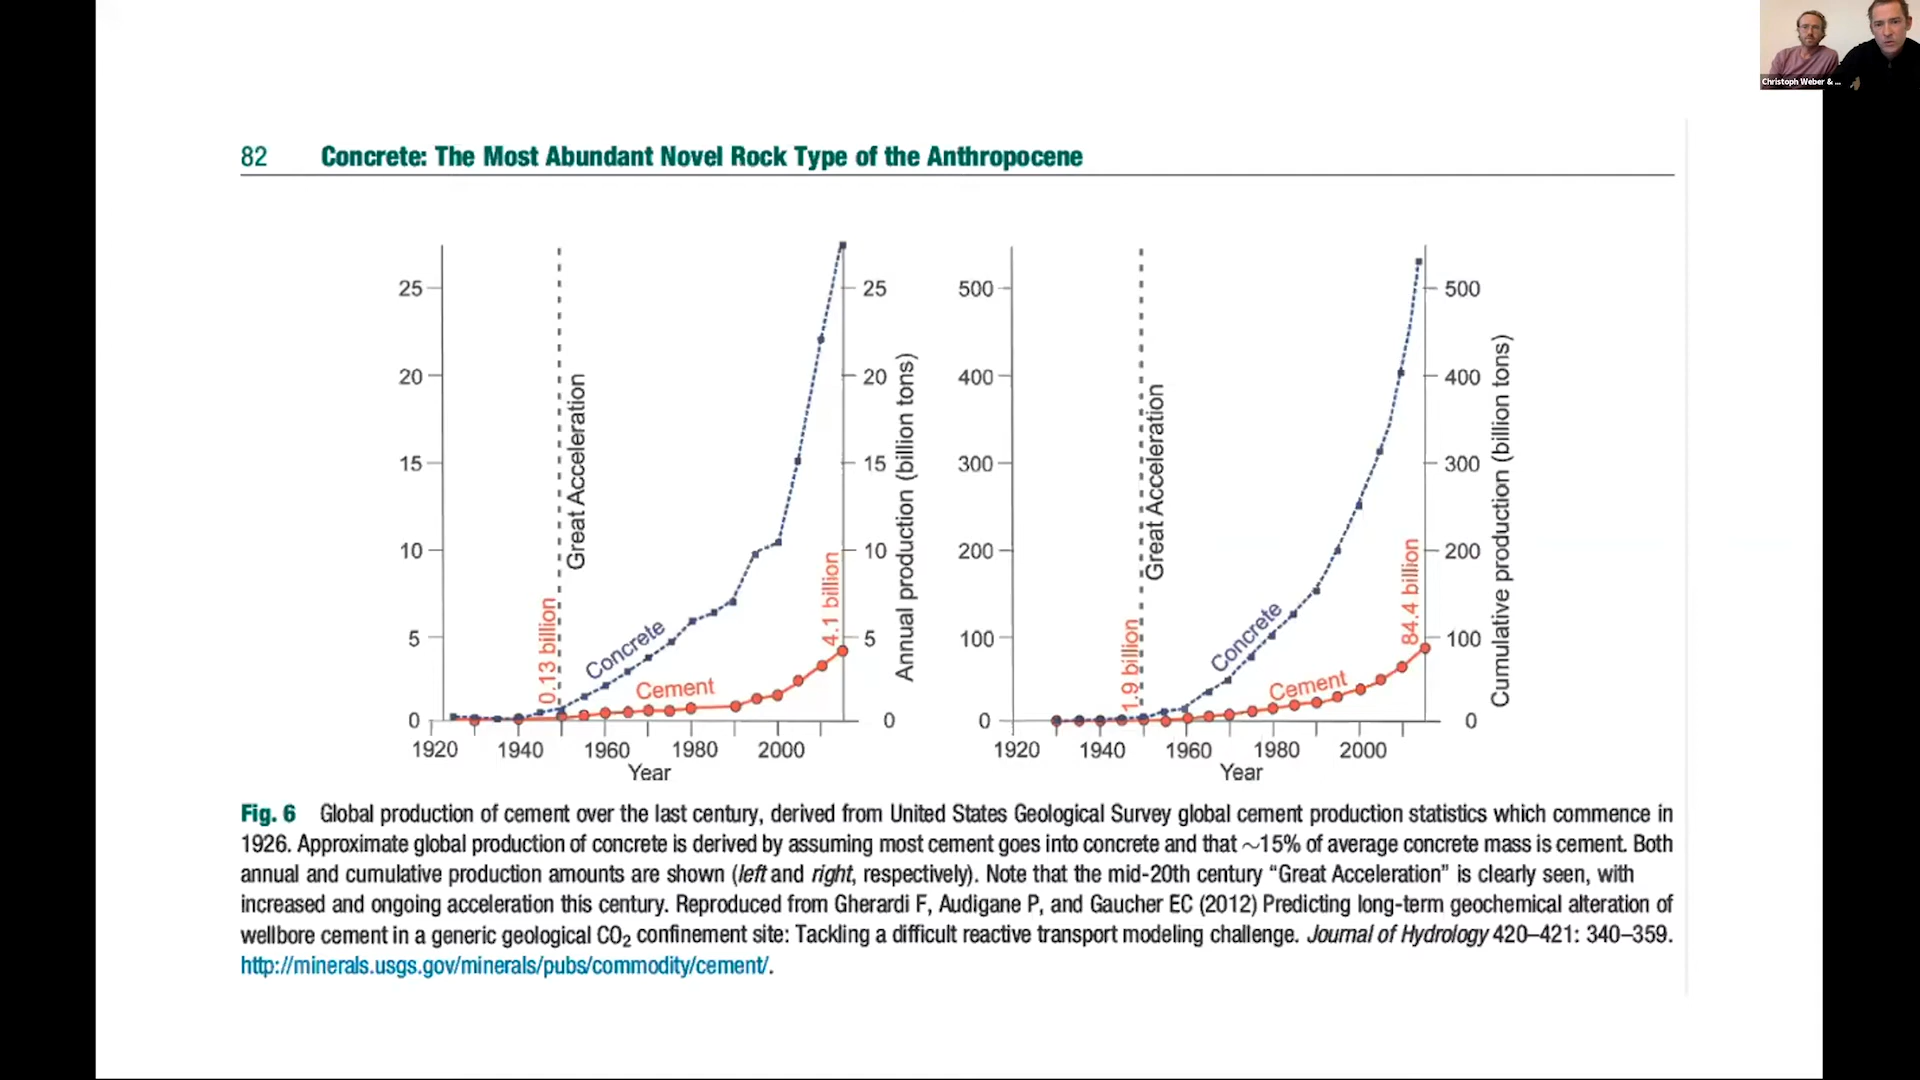 Christoph Weber & ...
82 Concrete: The Most Abundant Novel Rock Type of the Anthropocene
25
20
15
10
5
0
0.13 billion
Great Acceleration
Concrete
Cement
4.1 billion
25
20
15
10
5
0
Annual production (billion tons)
1920 1940 1960 1980 2000
Year
500
400
300
200
100
0
1.9 billion
Great Acceleration
Concrete
Cement
84.4 billion
500
400
300
200
100
0
Cumulative production (billion tons)
1920 1940 1960 1980 2000
Year
Fig. 6 Global production of cement over the last century, derived from United States Geological Survey global cement production statistics which commence in
1926. Approximate global production of concrete is derived by assuming most cement goes into concrete and that ∼15% of average concrete mass is cement. Both
annual and cumulative production amounts are shown (left and right, respectively). Note that the mid-20th century “Great Acceleration” is clearly seen, with
increased and ongoing acceleration this century. Reproduced from Gherardi F, Audigane P, and Gaucher EC (2012) Predicting long-term geochemical alteration of
wellbore cement in a generic geological CO₂ confinement site: Tackling a difficult reactive transport modeling challenge. Journal of Hydrology 420–421: 340–359.
http://minerals.usgs.gov/minerals/pubs/commodity/cement/.